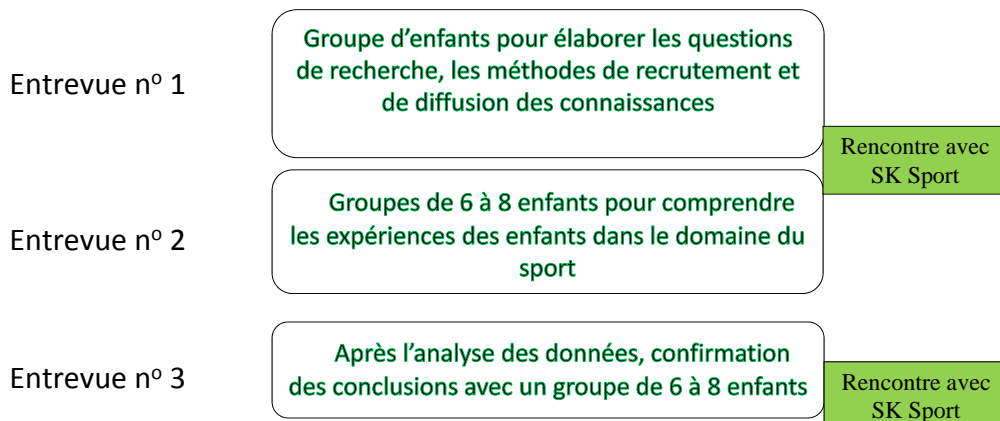 Entrevue nº 1
Groupe d’enfants pour élaborer les questions
de recherche, les méthodes de recrutement et
de diffusion des connaissances
Rencontre avec
SK Sport
Entrevue nº 2
Groupes de 6 à 8 enfants pour comprendre
les expériences des enfants dans le domaine du
sport
Entrevue nº 3
Après l’analyse des données, confirmation
des conclusions avec un groupe de 6 à 8 enfants
Rencontre avec
SK Sport